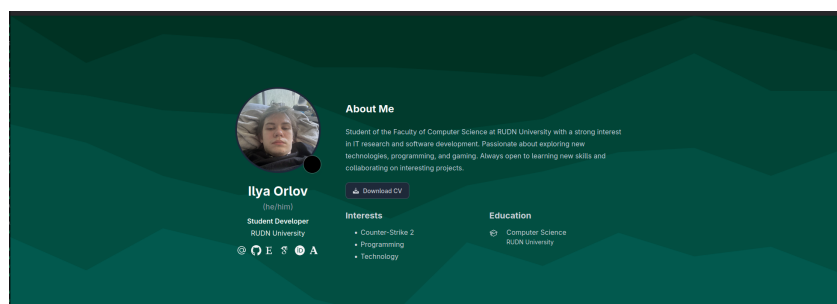 About Me
Student of the Faculty of Computer Science at RUDN University with a strong interest
in IT research and software development. Passionate about exploring new
technologies, programming, and gaming. Always open to learning new skills and
collaborating on interesting projects.
Download CV
Ilya Orlov
(he/him)
Student Developer
RUDN University
Interests
Counter-Strike 2
Programming
Technology
Education
Computer Science
RUDN University